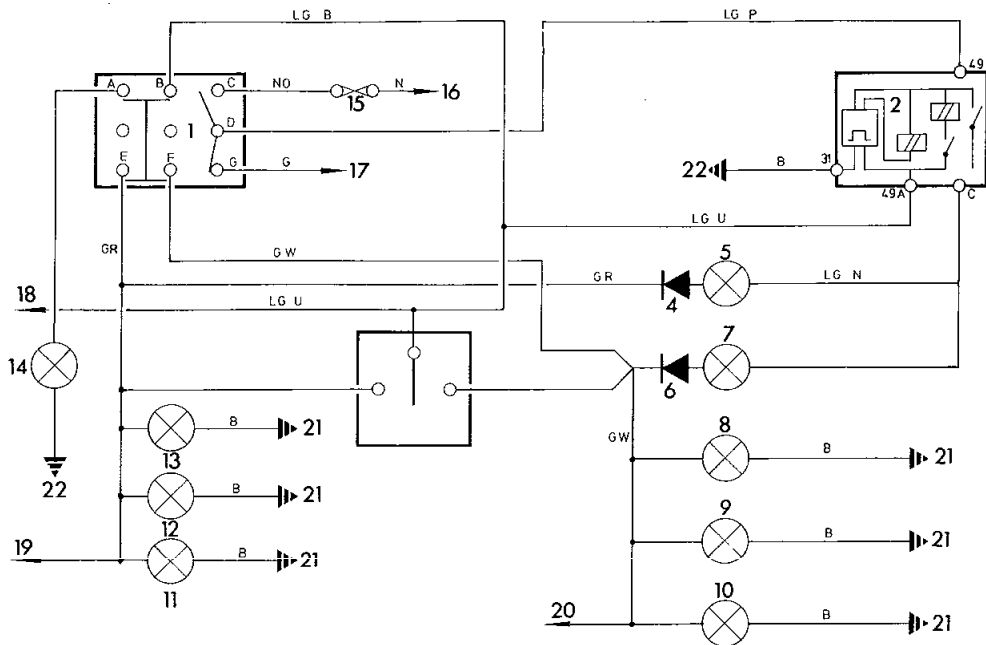 LG B
LG P
49
A
B
C
NO
15
N
16
1
D
2
E
F
G
G
17
22
B
31
49A
C
LG U
GR
GW
5
GR
LG N
4
18
LG U
7
14
6
22
13
B
21
GW
8
B
21
12
B
21
9
B
21
19
11
B
21
20
10
B
21